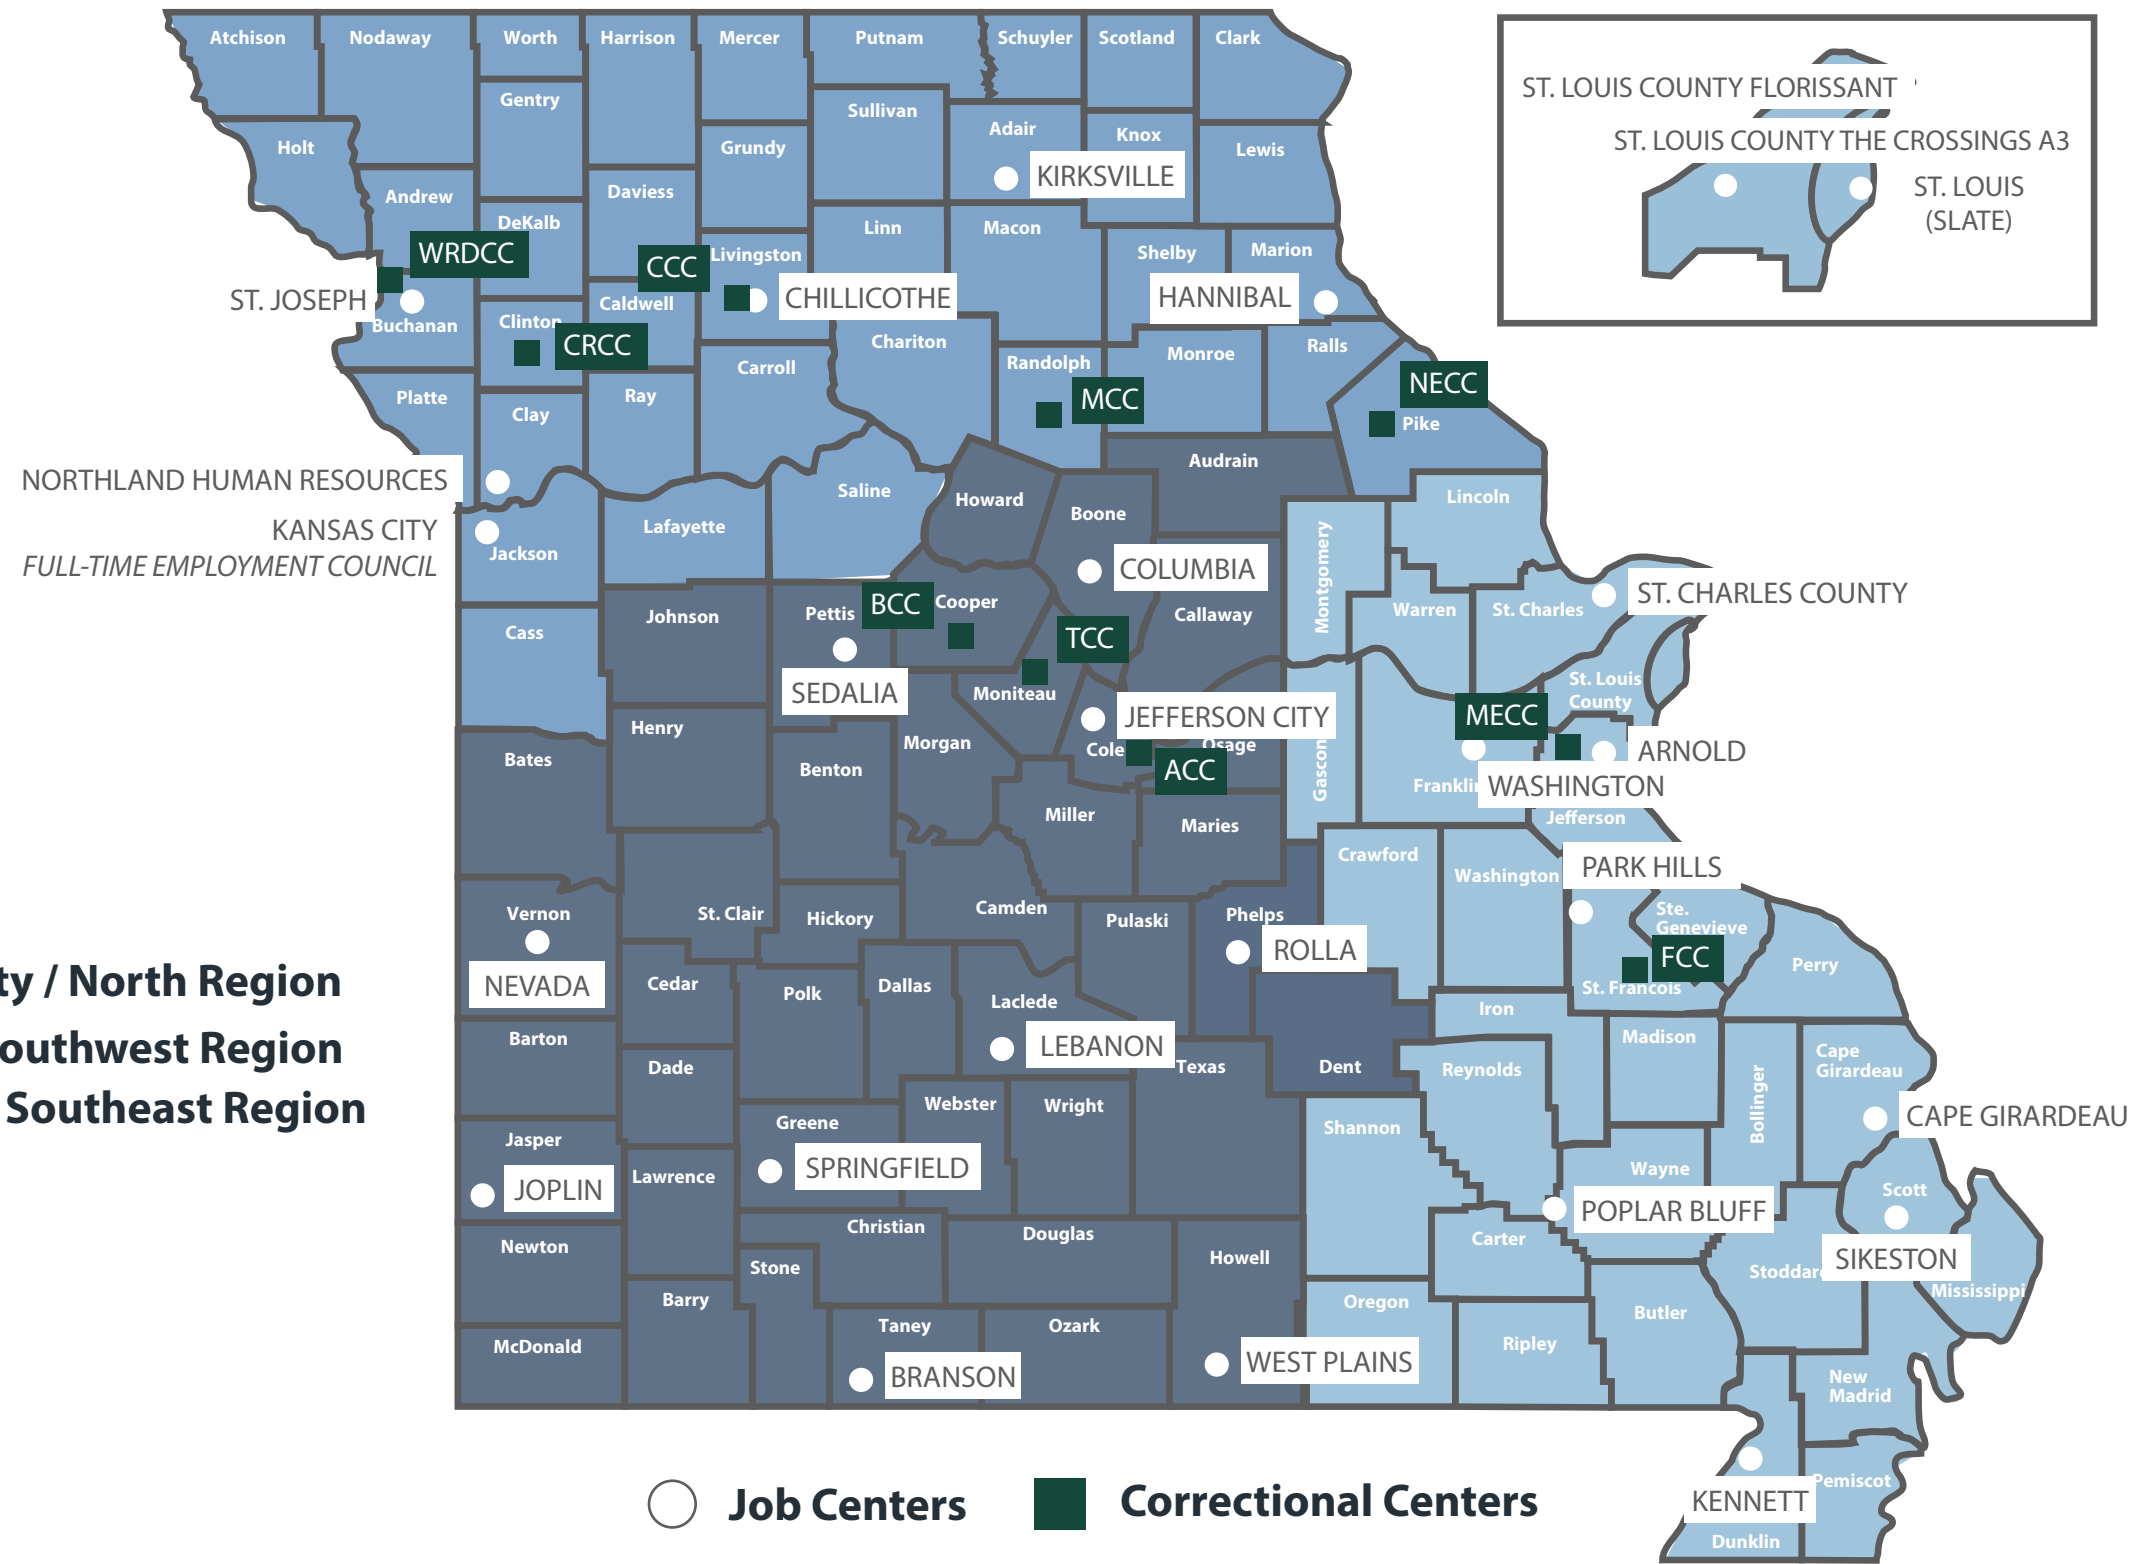 Atchison
Nodaway
Worth
Harrison
Mercer
Putnam
Schuyler
Scotland
Clark
Gentry
Sullivan
Adair
Knox
Lewis
Holt
Grundy
KIRKSVILLE
Andrew
Daviess
DeKalb
Linn
Macon
Shelby
Marion
WRDCC
CCC
Livingston
ST. JOSEPH
Buchanan
Clinton
Caldwell
CHILLICOTHE
HANNIBAL
CRCC
Chariton
Carroll
Randolph
Monroe
Ralls
NECC
Platte
Clay
Ray
MCC
Pike
NORTHLAND HUMAN RESOURCES
Audrain
KANSAS CITY
FULL-TIME EMPLOYMENT COUNCIL
Jackson
Lafayette
Saline
Howard
Boone
Lincoln
COLUMBIA
Montgomery
Cass
Johnson
Pettis
BCC
Cooper
TCC
Callaway
Warren
St. Charles
ST. CHARLES COUNTY
SEDALIA
Moniteau
JEFFERSON CITY
St. Louis
County
MECC
Henry
Morgan
Cole
Osage
ACC
Gascon
Franklin
ARNOLD
WASHINGTON
Jefferson
Bates
Benton
Miller
Maries
Crawford
Washington
PARK HILLS
Vernon
St. Clair
Hickory
Camden
Pulaski
Phelps
Ste.
Genevieve
NEVADA
ROLLA
FCC
Perry
St. Francois
Cedar
Polk
Dallas
Laclede
LEBANON
Iron
Madison
Cape
Girardeau
Barton
Dade
Texas
Dent
Reynolds
Bollinger
CAPE GIRARDEAU
Greene
Webster
Wright
Shannon
Jasper
JOPLIN
Lawrence
SPRINGFIELD
Wayne
POPLAR BLUFF
Scott
SIKESTON
Christian
Douglas
Howell
Carter
Stoddar
Mississippi
Newton
Stone
Barry
Oregon
Butler
McDonald
Taney
BRANSON
Ozark
WEST PLAINS
Ripley
New
Madrid
KENNETT
Pemiscot
Dunklin
ST. LOUIS COUNTY FLORISSANT
ST. LOUIS COUNTY THE CROSSINGS A3
ST. LOUIS
(SLATE)
ty / North Region
outhwest Region
Southeast Region
Job Centers
Correctional Centers